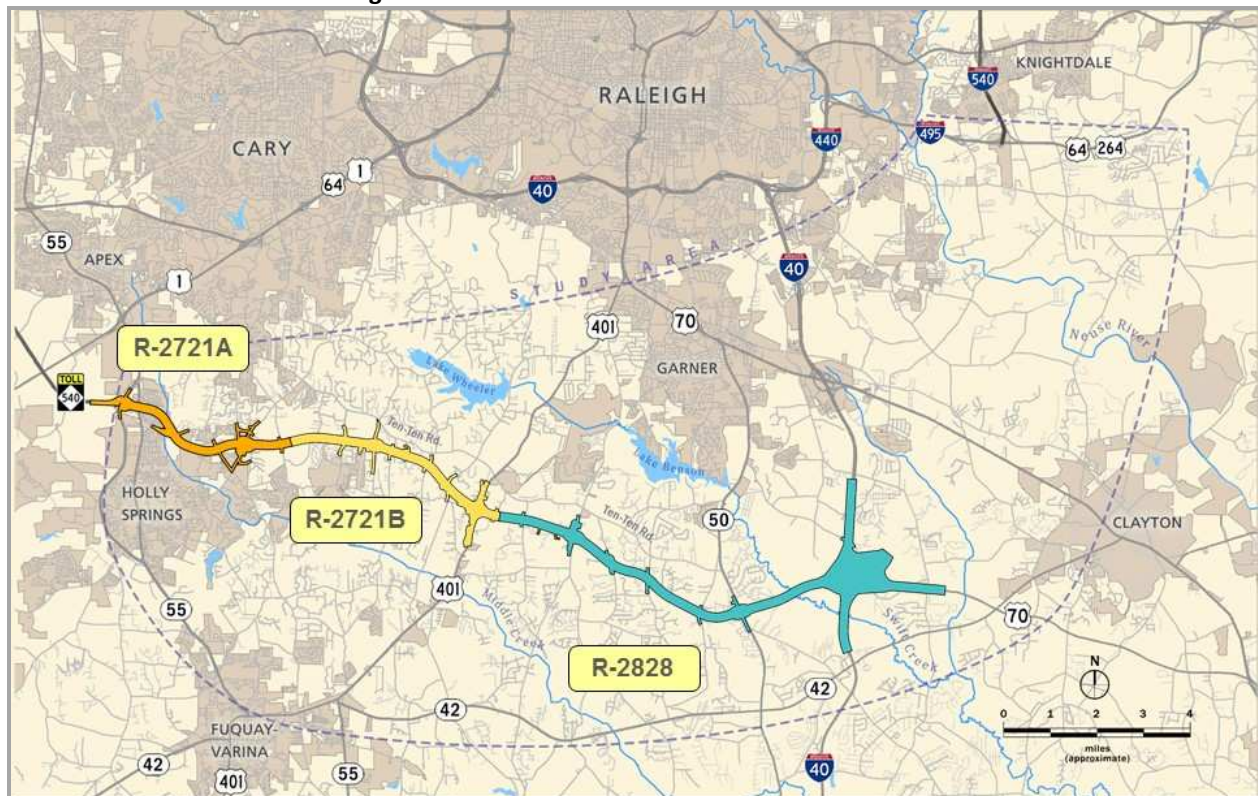 KNIGHTDALE
540
RALEIGH
440
495
64
264
CARY
1
64
40
55
APEX
1
STUDY AREA
40
Neuse River
401
70
R-2721A
GARNER
Lake Wheeler
TOLL
540
Ten-Ten Rd.
Lake Benson
HOLLY
SPRINGS
R-2721B
Ten-Ten Rd.
50
CLAYTON
401
55
Middle Creek
Swift Creek
70
R-2828
42
N
42
0 1 2 3 4
miles
(approximate)
FUQUAY-
VARINA
42
401
55
40